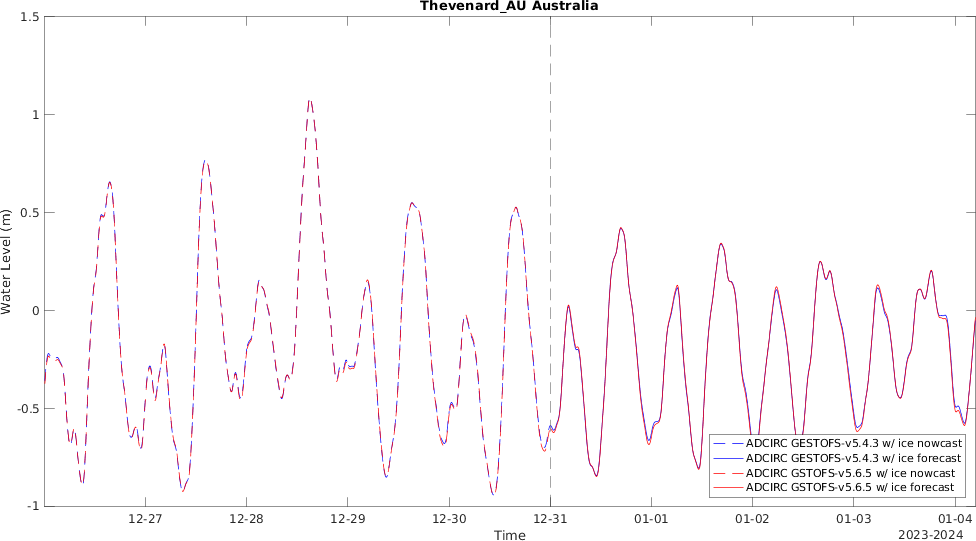 Thevenard_AU Australia
1.5
1
0.5
0
-0.5
-1
Water Level (m)
12-27
12-28
12-29
12-30
12-31
01-01
01-02
01-03
01-04
Time
2023-2024
ADCIRC GESTOFS-v5.4.3 w/ ice nowcast
ADCIRC GESTOFS-v5.4.3 w/ ice forecast
ADCIRC GSTOFS-v5.6.5 w/ ice nowcast
ADCIRC GSTOFS-v5.6.5 w/ ice forecast